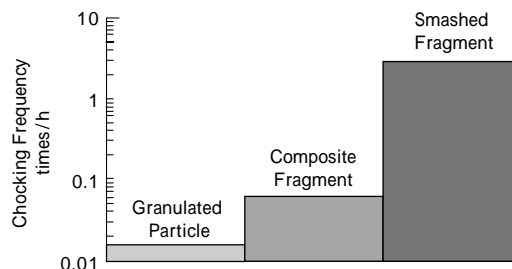 Chocking Frequency
times/h
10
1
0.1
0.01
Granulated
Particle
Composite
Fragment
Smashed
Fragment